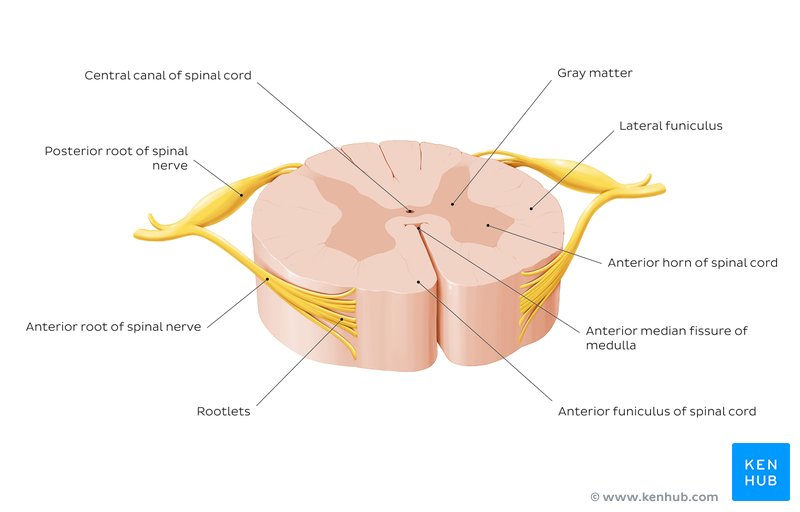 Central canal of spinal cord
Gray matter
Lateral funiculus
Posterior root of spinal
nerve
Anterior horn of spinal cord
Anterior root of spinal nerve
Anterior median fissure of
medulla
Rootlets
Anterior funiculus of spinal cord
KEN
HUB
© www.kenhub.com